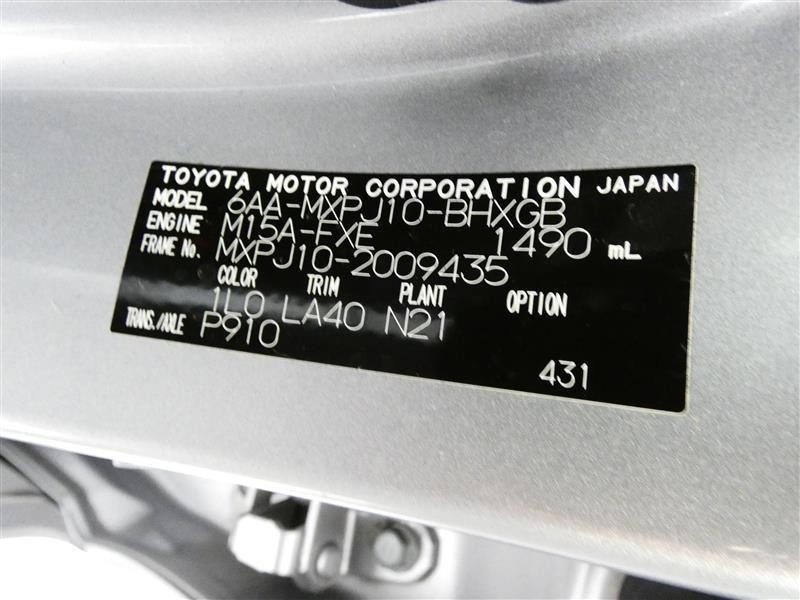 TOYOTA MOTOR CORPORATION JAPAN
MODEL 6AA-MXPJ10-BHXGB
ENGINE M15A-FXE 1490 mL
FRAME No. MXPJ10-2009435
COLOR TRIM PLANT OPTION
1L0 LA40 N21
TRANS./AXLE P910
431